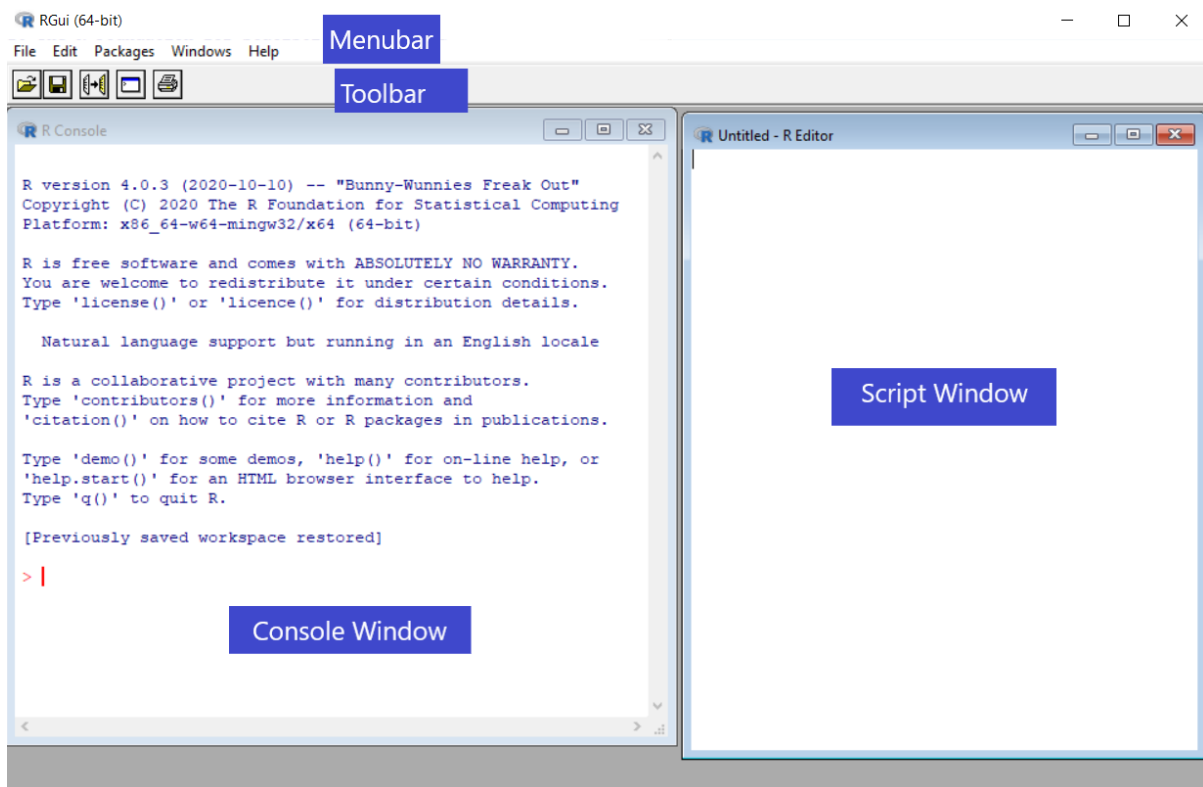 RGui (64-bit)
File Edit Packages Windows Help
Menubar
Toolbar
R Console
R version 4.0.3 (2020-10-10) -- "Bunny-Wunnies Freak Out"
Copyright (C) 2020 The R Foundation for Statistical Computing
Platform: x86_64-w64-mingw32/x64 (64-bit)
R is free software and comes with ABSOLUTELY NO WARRANTY.
You are welcome to redistribute it under certain conditions.
Type 'license()' or 'licence()' for distribution details.
Natural language support but running in an English locale
R is a collaborative project with many contributors.
Type 'contributors()' for more information and
'citation()' on how to cite R or R packages in publications.
Type 'demo()' for some demos, 'help()' for on-line help, or
'help.start()' for an HTML browser interface to help.
Type 'q()' to quit R.
[Previously saved workspace restored]
>
Console Window
Untitled - R Editor
Script Window